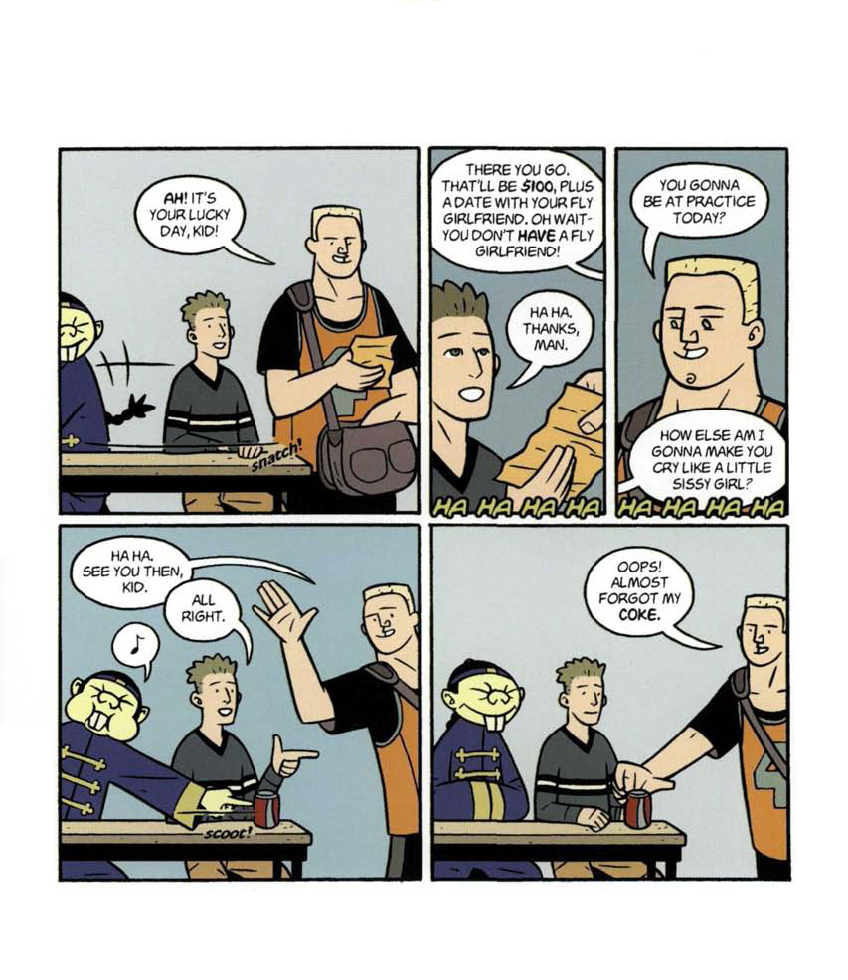 AH! IT'S
YOUR LUCKY
DAY, KID!
snatch!
THERE YOU GO.
THAT'LL BE $100, PLUS
A DATE WITH YOUR FLY
GIRLFRIEND. OH WAIT-
YOU DON'T HAVE A FLY
GIRLFRIEND!
HA HA.
THANKS,
MAN.
HA HA HA HA
YOU GONNA
BE AT PRACTICE
TODAY?
HOW ELSE AM I
GONNA MAKE YOU
CRY LIKE A LITTLE
SISSY GIRL?
HA HA HA HA
HA HA.
SEE YOU THEN,
KID.
ALL
RIGHT.
♪
scoot!
OOPS!
ALMOST
FORGOT MY
COKE.